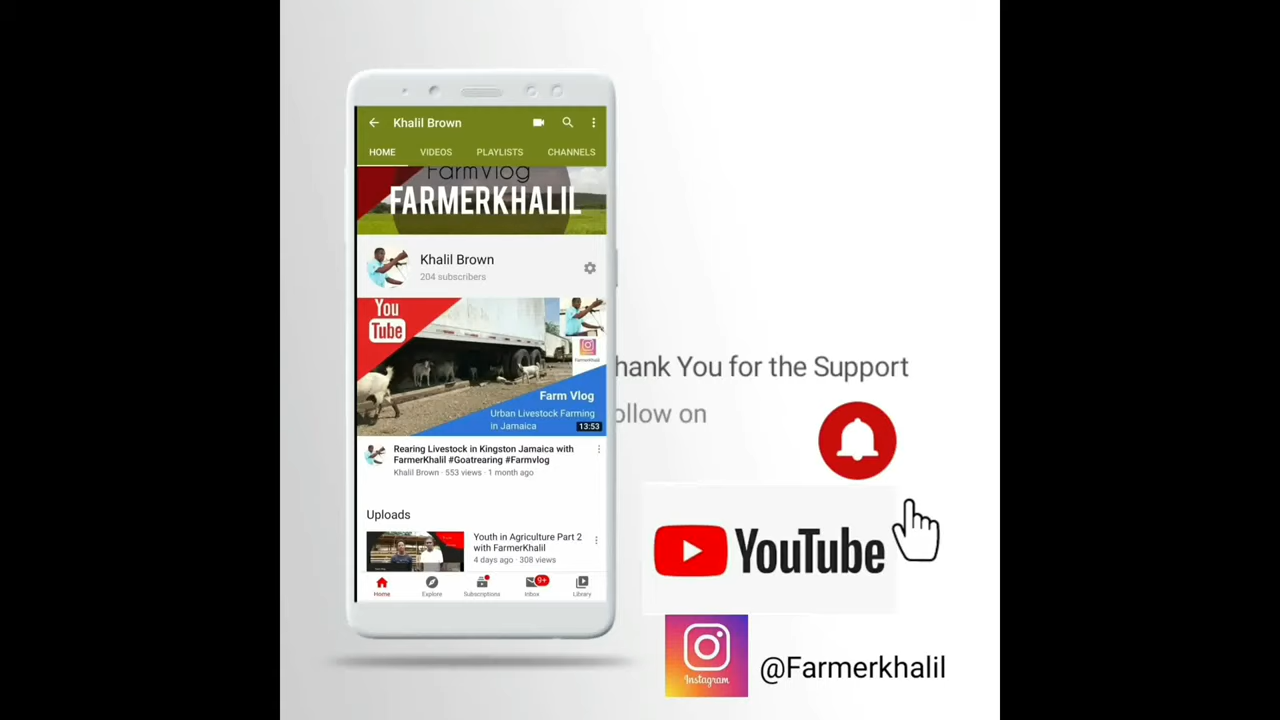 Khalil Brown
HOME VIDEOS PLAYLISTS CHANNELS
FarmVlog
FARMERKHALIL
Khalil Brown
204 subscribers
You
Tube
FarmerKhalil
Farm Vlog
Urban Livestock Farming
in Jamaica
13:53
Rearing Livestock in Kingston Jamaica with
FarmerKhalil #Goatrearing #Farmvlog
Khalil Brown · 553 views · 1 month ago
Uploads
Youth in Agriculture Part 2
with FarmerKhalil
4 days ago · 308 views
9+
Home Explore Subscriptions Inbox Library
hank You for the Support
ollow on
YouTube
Instagram
@Farmerkhalil